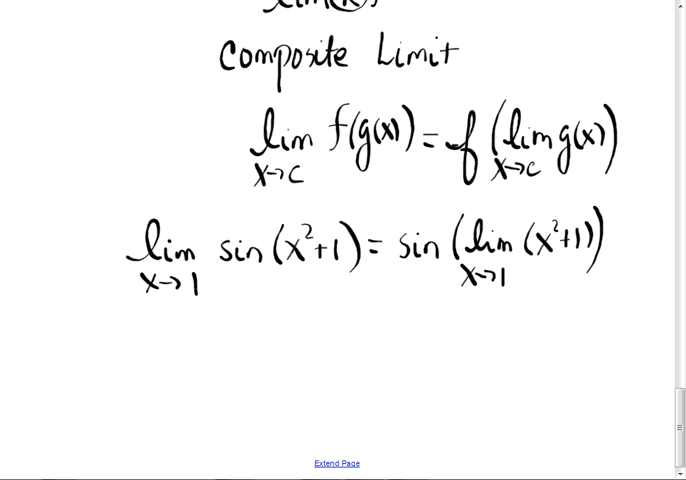 Composite Limit
lim x→c f(g(x)) = f (lim x→c g(x))
lim x→1 sin(x²+1) = sin (lim x→1 (x²+1))
Extend Page